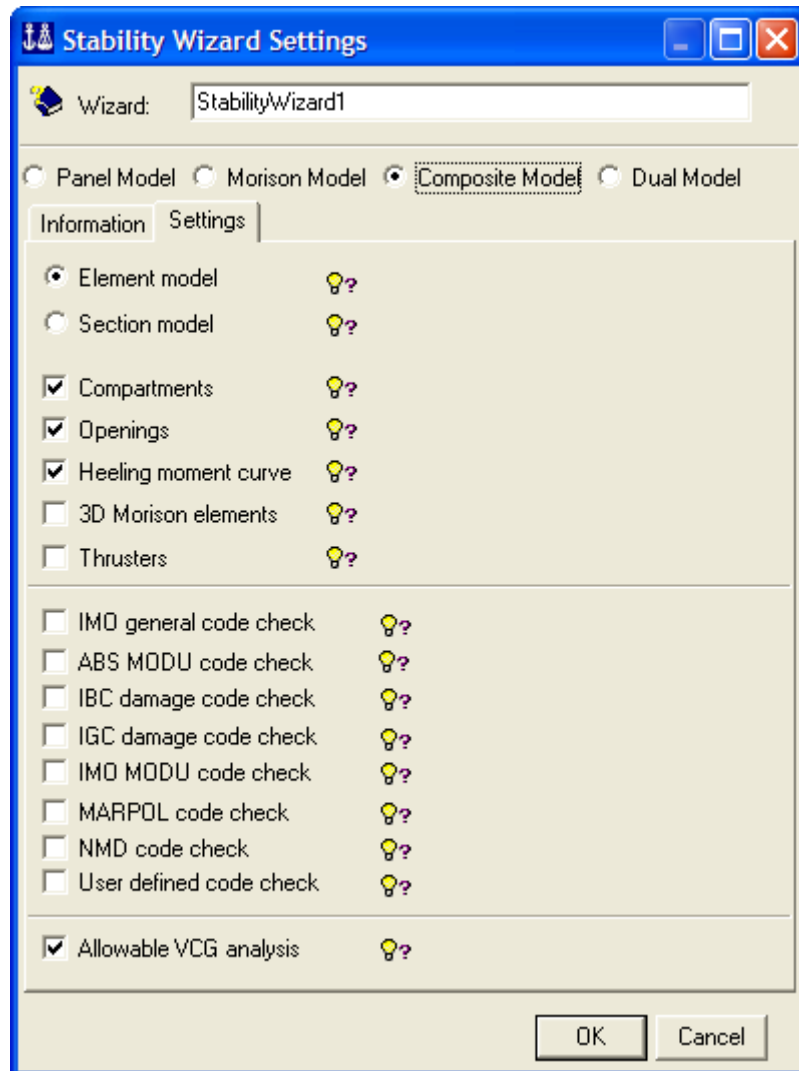 Stability Wizard Settings
Wizard: StabilityWizard1
Panel Model Morison Model Composite Model Dual Model
Information Settings
Element model ?
Section model ?
Compartments ?
Openings ?
Heeling moment curve ?
3D Morison elements ?
Thrusters ?
IMO general code check ?
ABS MODU code check ?
IBC damage code check ?
IGC damage code check ?
IMO MODU code check ?
MARPOL code check ?
NMD code check ?
User defined code check ?
Allowable VCG analysis ?
OK Cancel